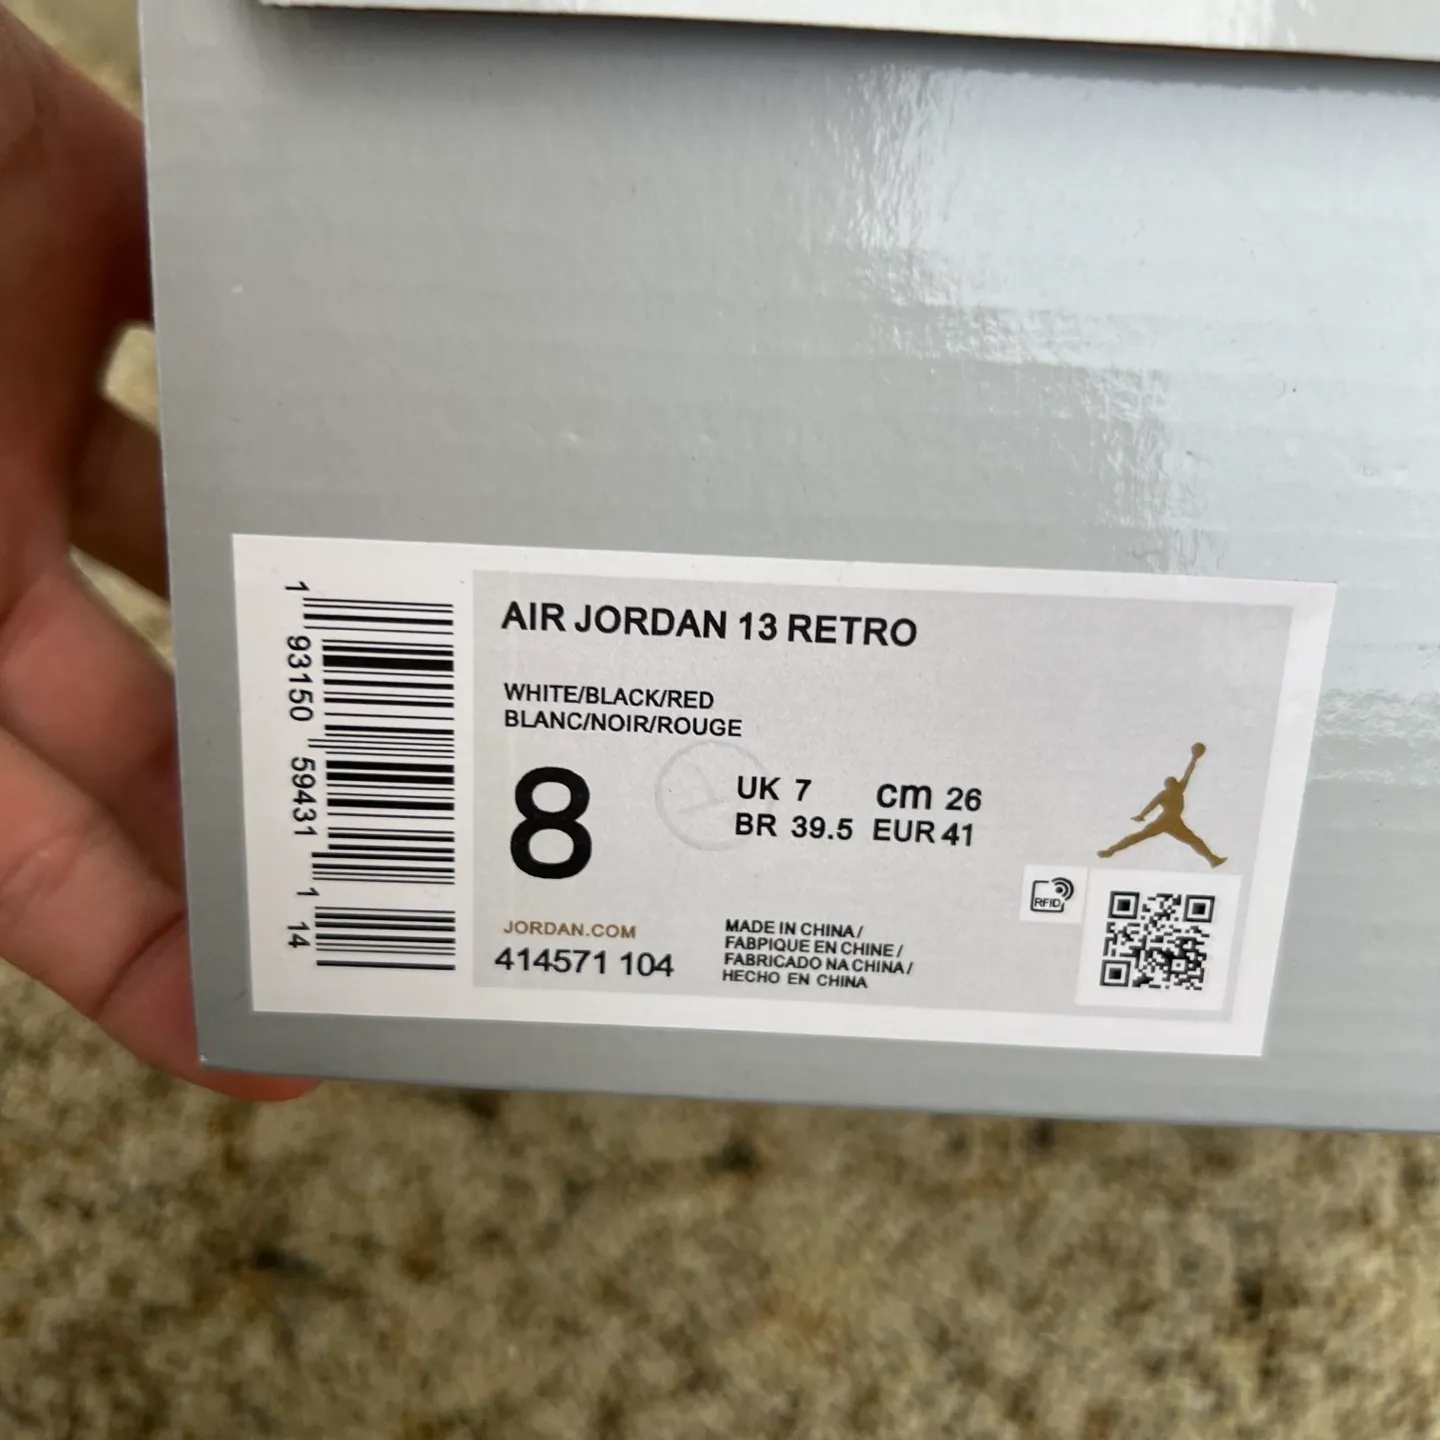 1 93150 59431 1 14
AIR JORDAN 13 RETRO
WHITE/BLACK/RED
BLANC/NOIR/ROUGE
8
UK 7 cm 26
BR 39.5 EUR 41
RFID
JORDAN.COM
414571 104
MADE IN CHINA/
FABPIQUE EN CHINE/
FABRICADO NA CHINA/
HECHO EN CHINA